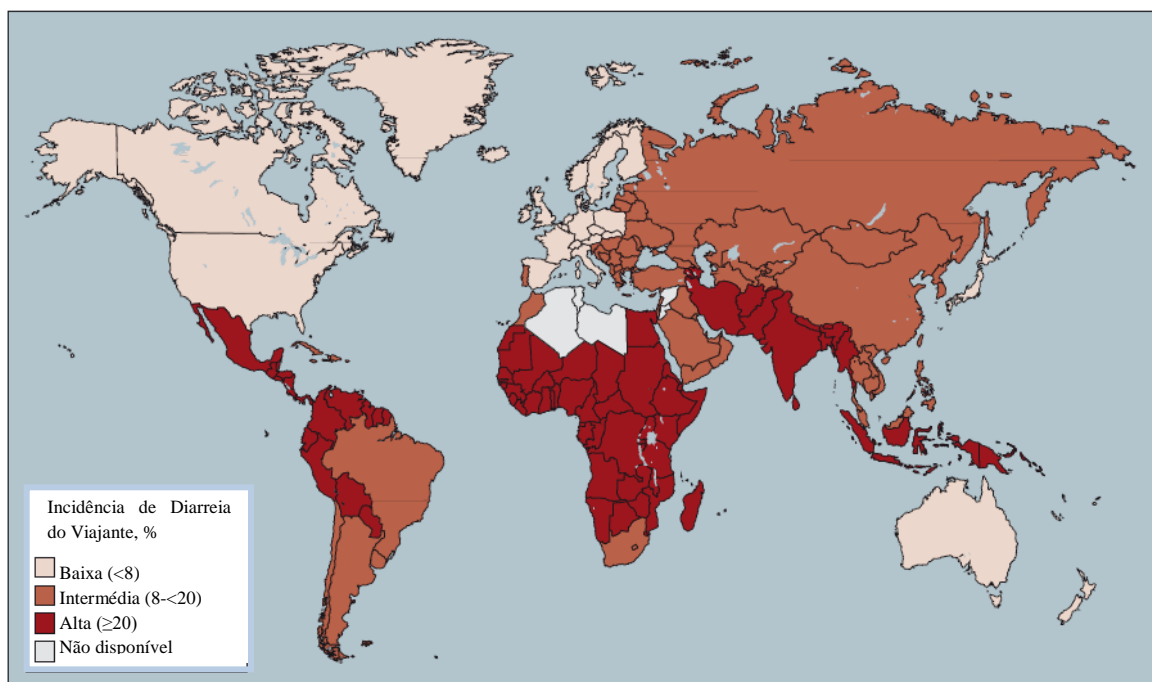 Incidência de Diarreia
do Viajante, %
Baixa (<8)
Intermédia (8-<20)
Alta (≥20)
Não disponível